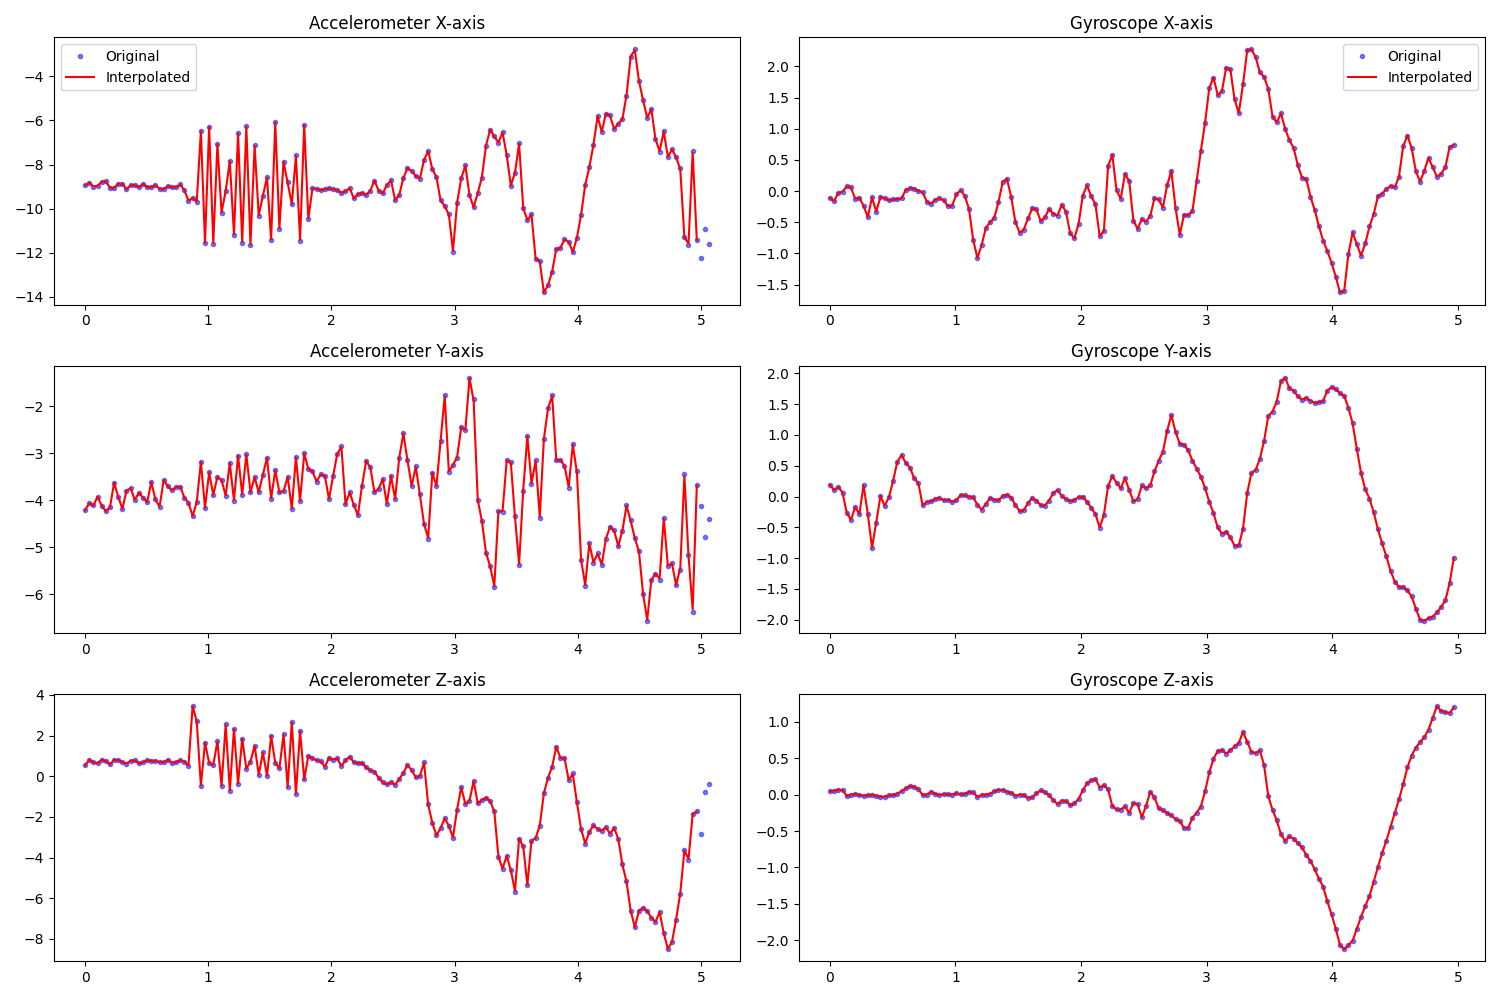 Accelerometer X-axis
Original
Interpolated
−4
−6
−8
−10
−12
−14
0 1 2 3 4 5
Gyroscope X-axis
Original
Interpolated
2.0
1.5
1.0
0.5
0.0
−0.5
−1.0
−1.5
0 1 2 3 4 5
Accelerometer Y-axis
−2
−3
−4
−5
−6
0 1 2 3 4 5
Gyroscope Y-axis
2.0
1.5
1.0
0.5
0.0
−0.5
−1.0
−1.5
−2.0
0 1 2 3 4 5
Accelerometer Z-axis
4
2
0
−2
−4
−6
−8
0 1 2 3 4 5
Gyroscope Z-axis
1.0
0.5
0.0
−0.5
−1.0
−1.5
−2.0
0 1 2 3 4 5